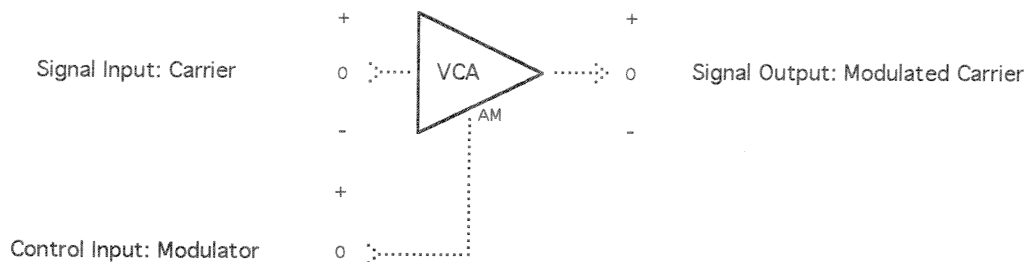 + +
Signal Input: Carrier 0 VCA 0 Signal Output: Modulated Carrier
AM
- -
+
Control Input: Modulator 0